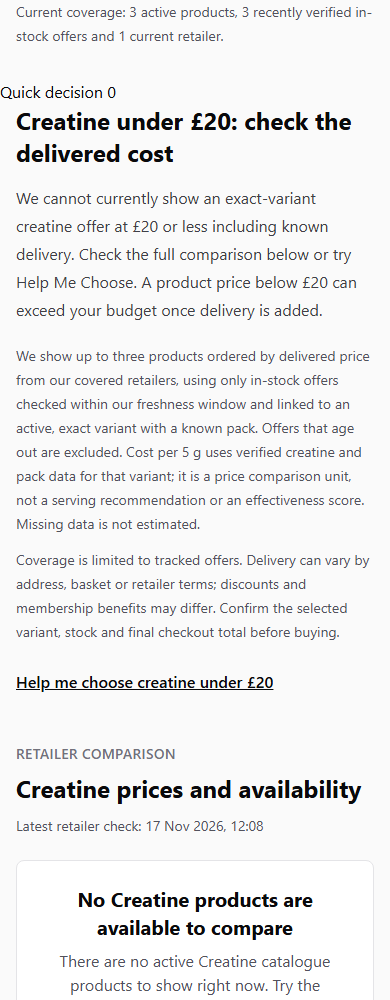 Current coverage: 3 active products, 3 recently verified in-
stock offers and 1 current retailer.
Quick decision 0
Creatine under £20: check the
delivered cost
We cannot currently show an exact-variant
creatine offer at £20 or less including known
delivery. Check the full comparison below or try
Help Me Choose. A product price below £20 can
exceed your budget once delivery is added.
We show up to three products ordered by delivered price
from our covered retailers, using only in-stock offers
checked within our freshness window and linked to an
active, exact variant with a known pack. Offers that age
out are excluded. Cost per 5 g uses verified creatine and
pack data for that variant; it is a price comparison unit,
not a serving recommendation or an effectiveness score.
Missing data is not estimated.
Coverage is limited to tracked offers. Delivery can vary by
address, basket or retailer terms; discounts and
membership benefits may differ. Confirm the selected
variant, stock and final checkout total before buying.
Help me choose creatine under £20
RETAILER COMPARISON
Creatine prices and availability
Latest retailer check: 17 Nov 2026, 12:08
No Creatine products are
available to compare
There are no active Creatine catalogue
products to show right now. Try the